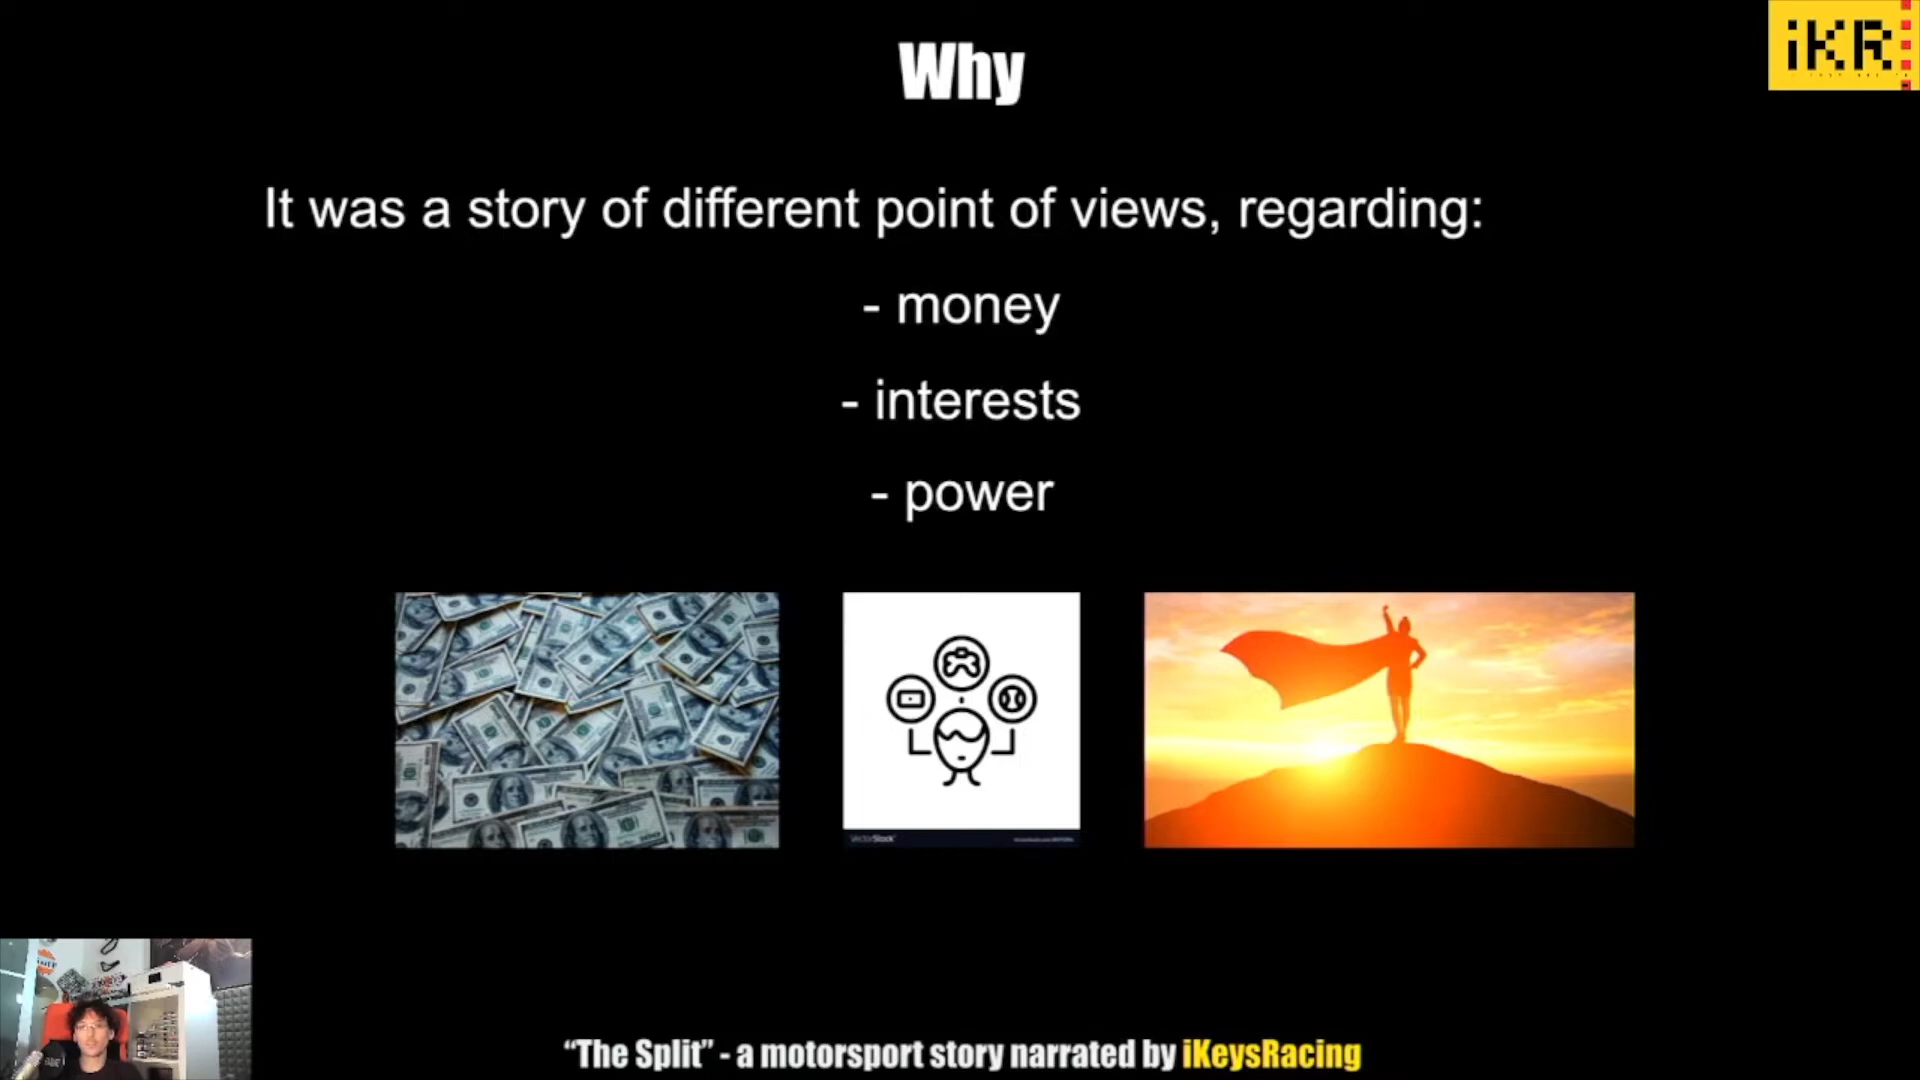 Why
iKR
It was a story of different point of views, regarding:
- money
- interests
- power
VectorStock
“The Split” - a motorsport story narrated by iKeysRacing